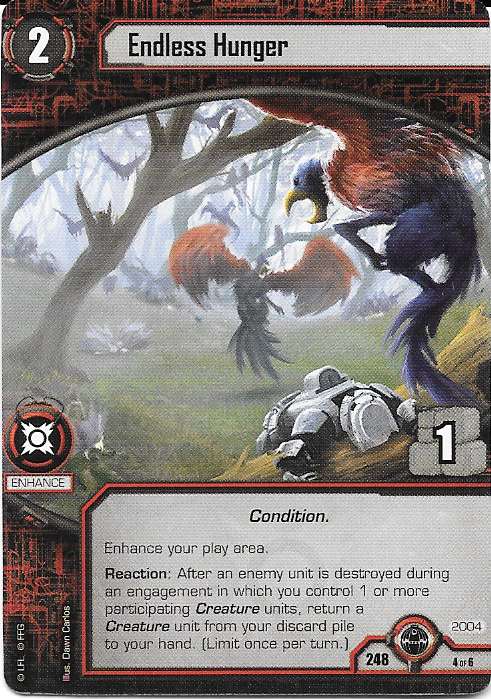 2
Endless Hunger
ENHANCE
1
Condition.
Enhance your play area.
Reaction: After an enemy unit is destroyed during
an engagement in which you control 1 or more
participating Creature units, return a
Creature unit from your discard pile
to your hand. (Limit once per turn.)
2004
248
4 OF 6
© LFL © FFG
Illus. Dawn Carlos